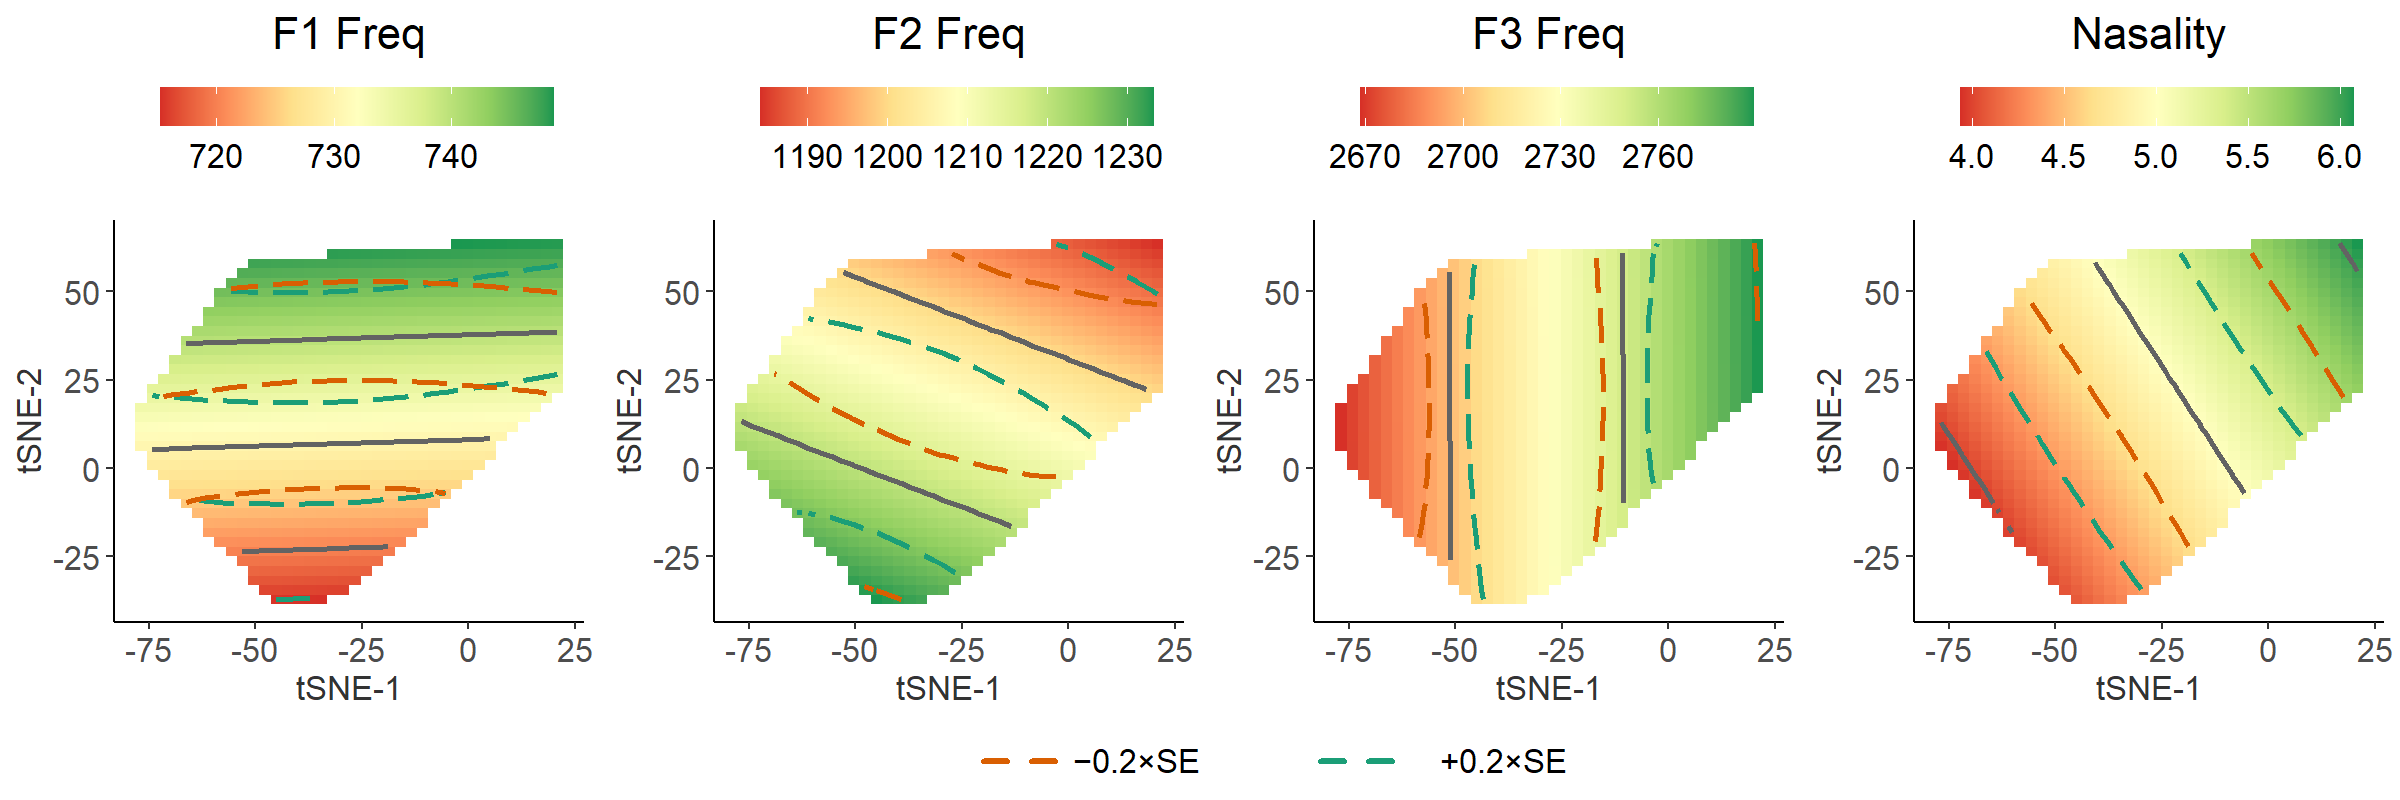 F1 Freq F2 Freq F3 Freq Nasality
720 730 740 1190 1200 1210 1220 1230 2670 2700 2730 2760 4.0 4.5 5.0 5.5 6.0
50 50 50 50
25 25 25 25
0 0 0 0
-25 -25 -25 -25
tSNE-2 tSNE-2 tSNE-2 tSNE-2
-75 -50 -25 0 25 -75 -50 -25 0 25 -75 -50 -25 0 25 -75 -50 -25 0 25
tSNE-1 tSNE-1 tSNE-1 tSNE-1
−0.2×SE +0.2×SE